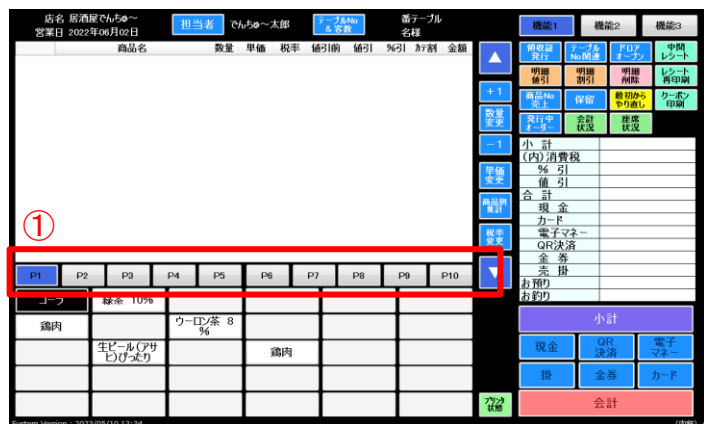 店名 居酒屋でんちゅ～
営業日 2022年06月02日
担当者
でんちゅ～太郎
テーブルNo
& 客数
番テーブル
名様
機能1
機能2
機能3
商品名 数量 単価 税率 値引前 値引 %引 カテ割 金額
①
▲
+1
数量
変更
-1
単価
変更
商品別
集計
税率
変更
▼
領収証
発行
テーブル
No関連
ドロア
オープン
中間
レシート
明細
値引
明細
割引
明細
削除
レシート
再印刷
商品No
売上
保留
最初から
やり直し
クーポン
印刷
発行中
オーダー
会計
状況
座席
状況
小 計
(内)消費税
% 引
値 引
合 計
現 金
カード
電子マネー
QR決済
金 券
売 掛
お預り
お釣り
P1 P2 P3 P4 P5 P6 P7 P8 P9 P10
コーラ
緑茶 10%
鶏肉
ウーロン茶 8
%
生ビール(アサ
ヒ)ぴったり
鶏肉
小計
現金
QR
決済
電子
マネー
掛
金券
カード
プリンタ
状態
会計
System Version : 2022/05/10 13:34